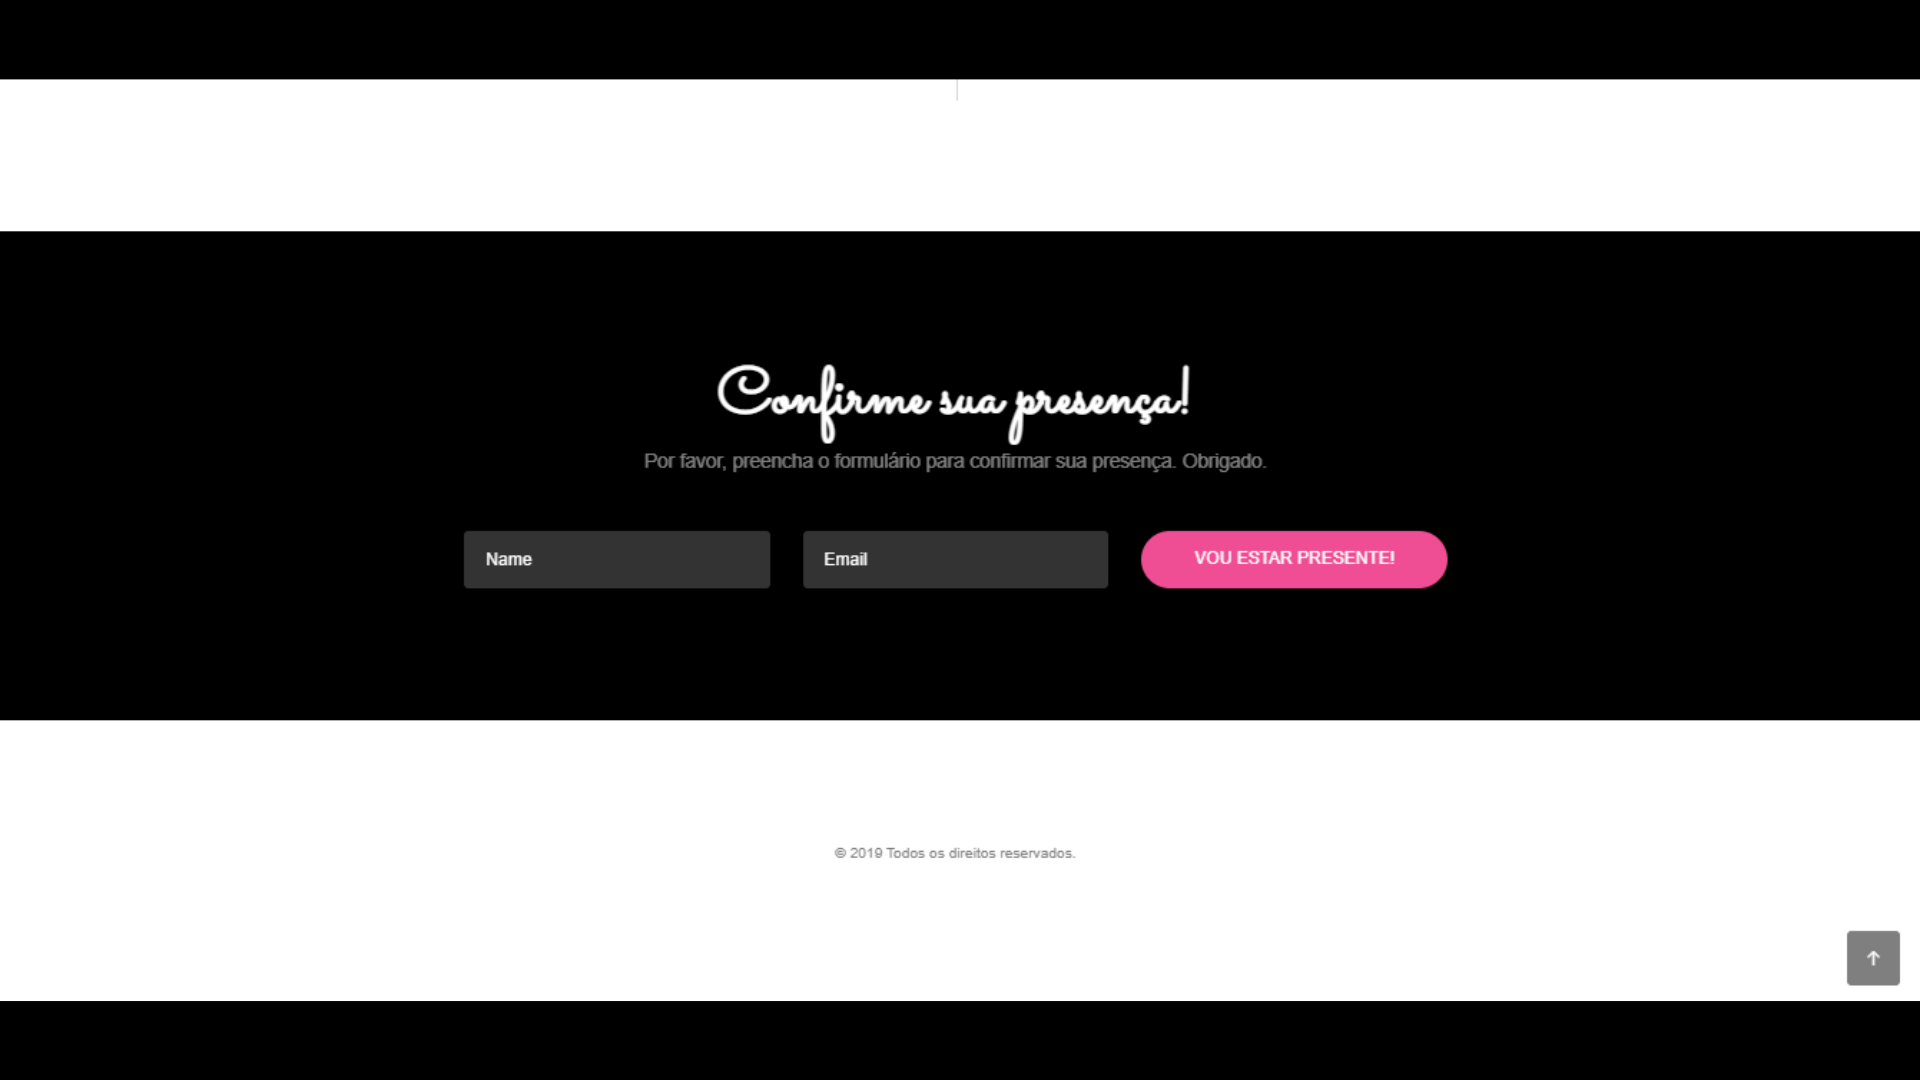 Confirme sua presença!
Por favor, preencha o formulário para confirmar sua presença. Obrigado.
Name
Email
VOU ESTAR PRESENTE!
© 2019 Todos os direitos reservados.